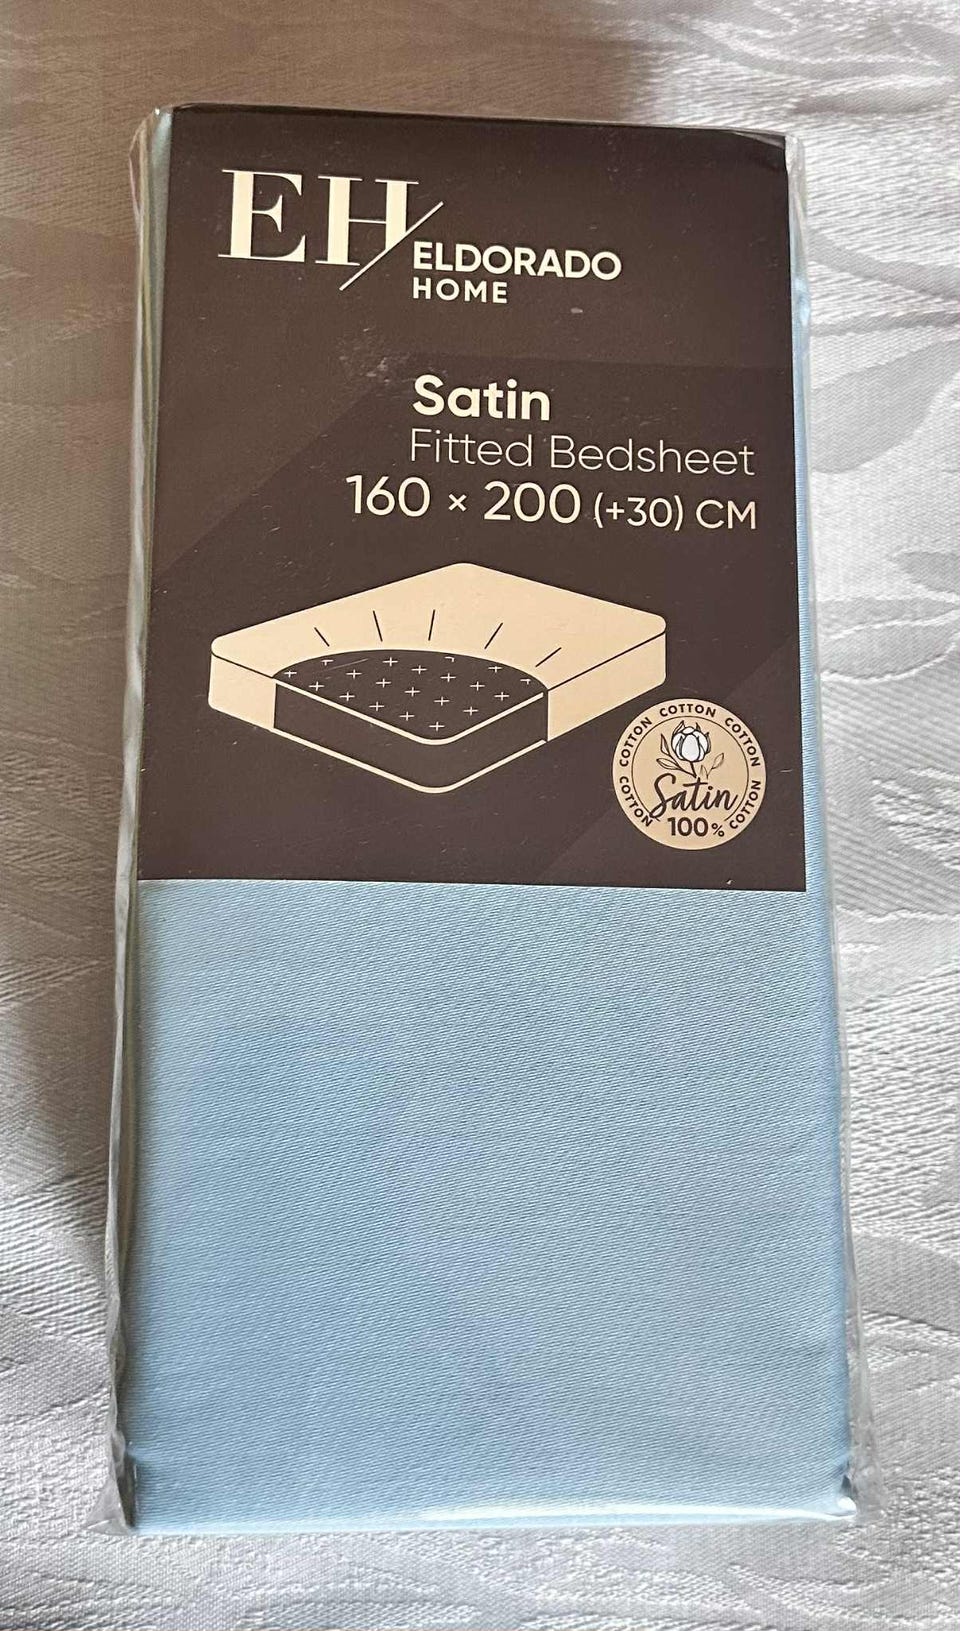 EH
ELDORADO
HOME
Satin
Fitted Bedsheet
160 × 200 (+30) CM
COTTON COTTON COTTON COTTON COTTON
Satin
100%